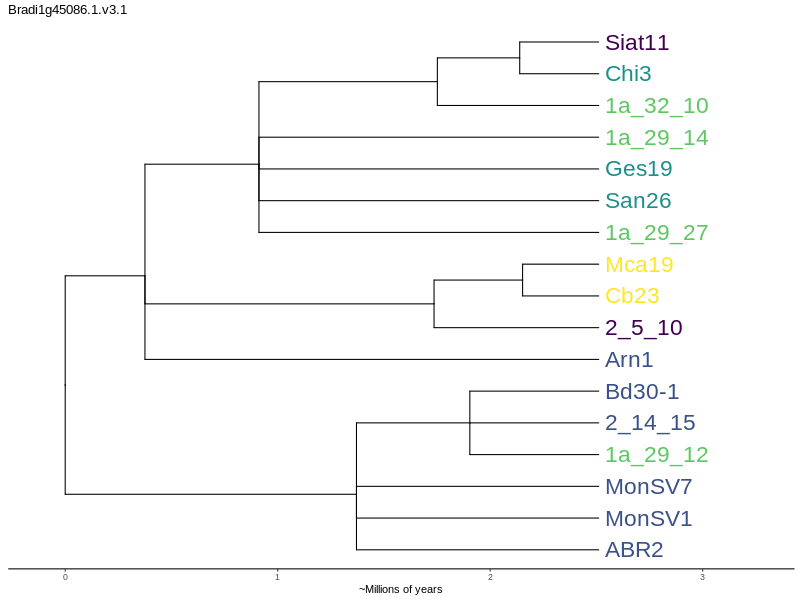 Bradi1g45086.1.v3.1
Siat11
Chi3
1a_32_10
1a_29_14
Ges19
San26
1a_29_27
Mca19
Cb23
2_5_10
Arn1
Bd30-1
2_14_15
1a_29_12
MonSV7
MonSV1
ABR2
0 1 2 3
~Millions of years